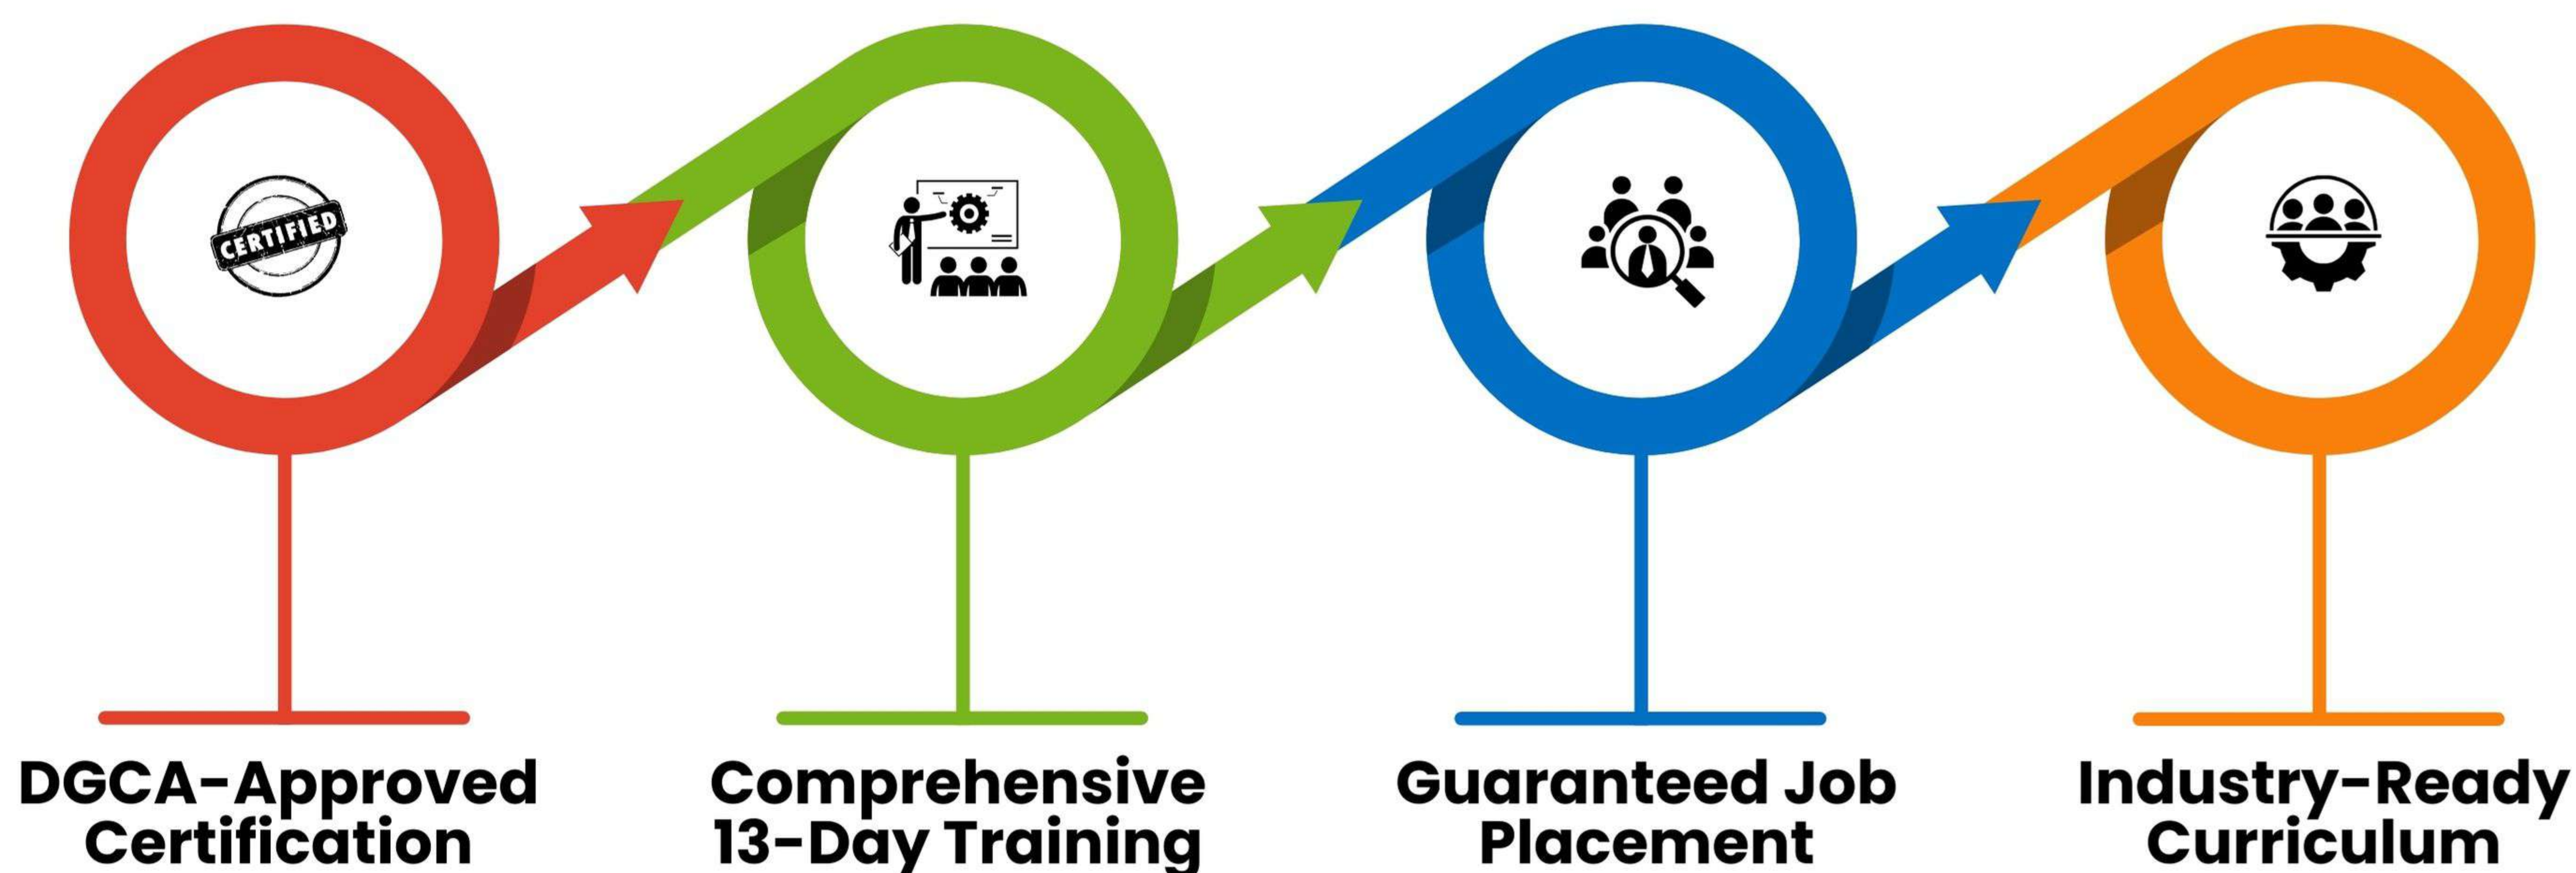 CERTIFIED
DGCA-Approved
Certification
Comprehensive
13-Day Training
Guaranteed Job
Placement
Industry-Ready
Curriculum